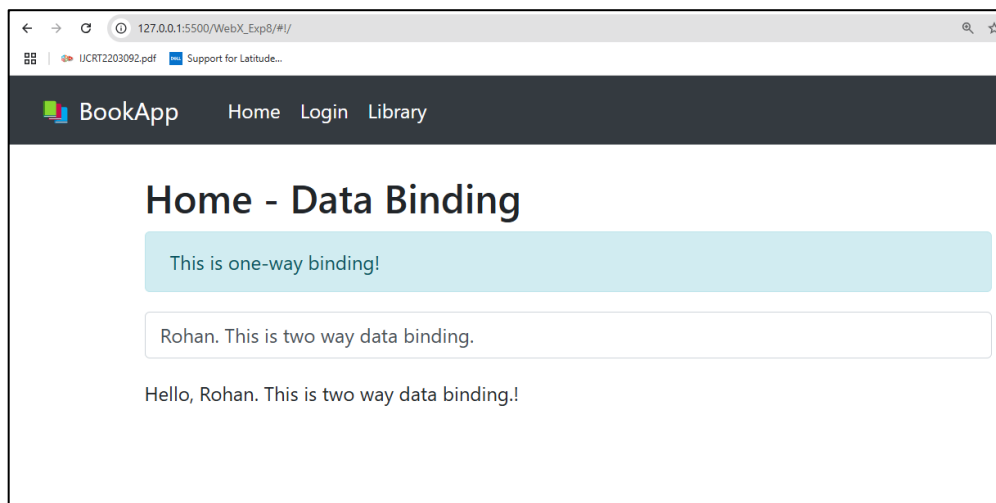 127.0.0.1:5500/WebX_Exp8/#!/
IJCRT2203092.pdf Support for Latitude...
BookApp Home Login Library
Home - Data Binding
This is one-way binding!
Rohan. This is two way data binding.
Hello, Rohan. This is two way data binding.!